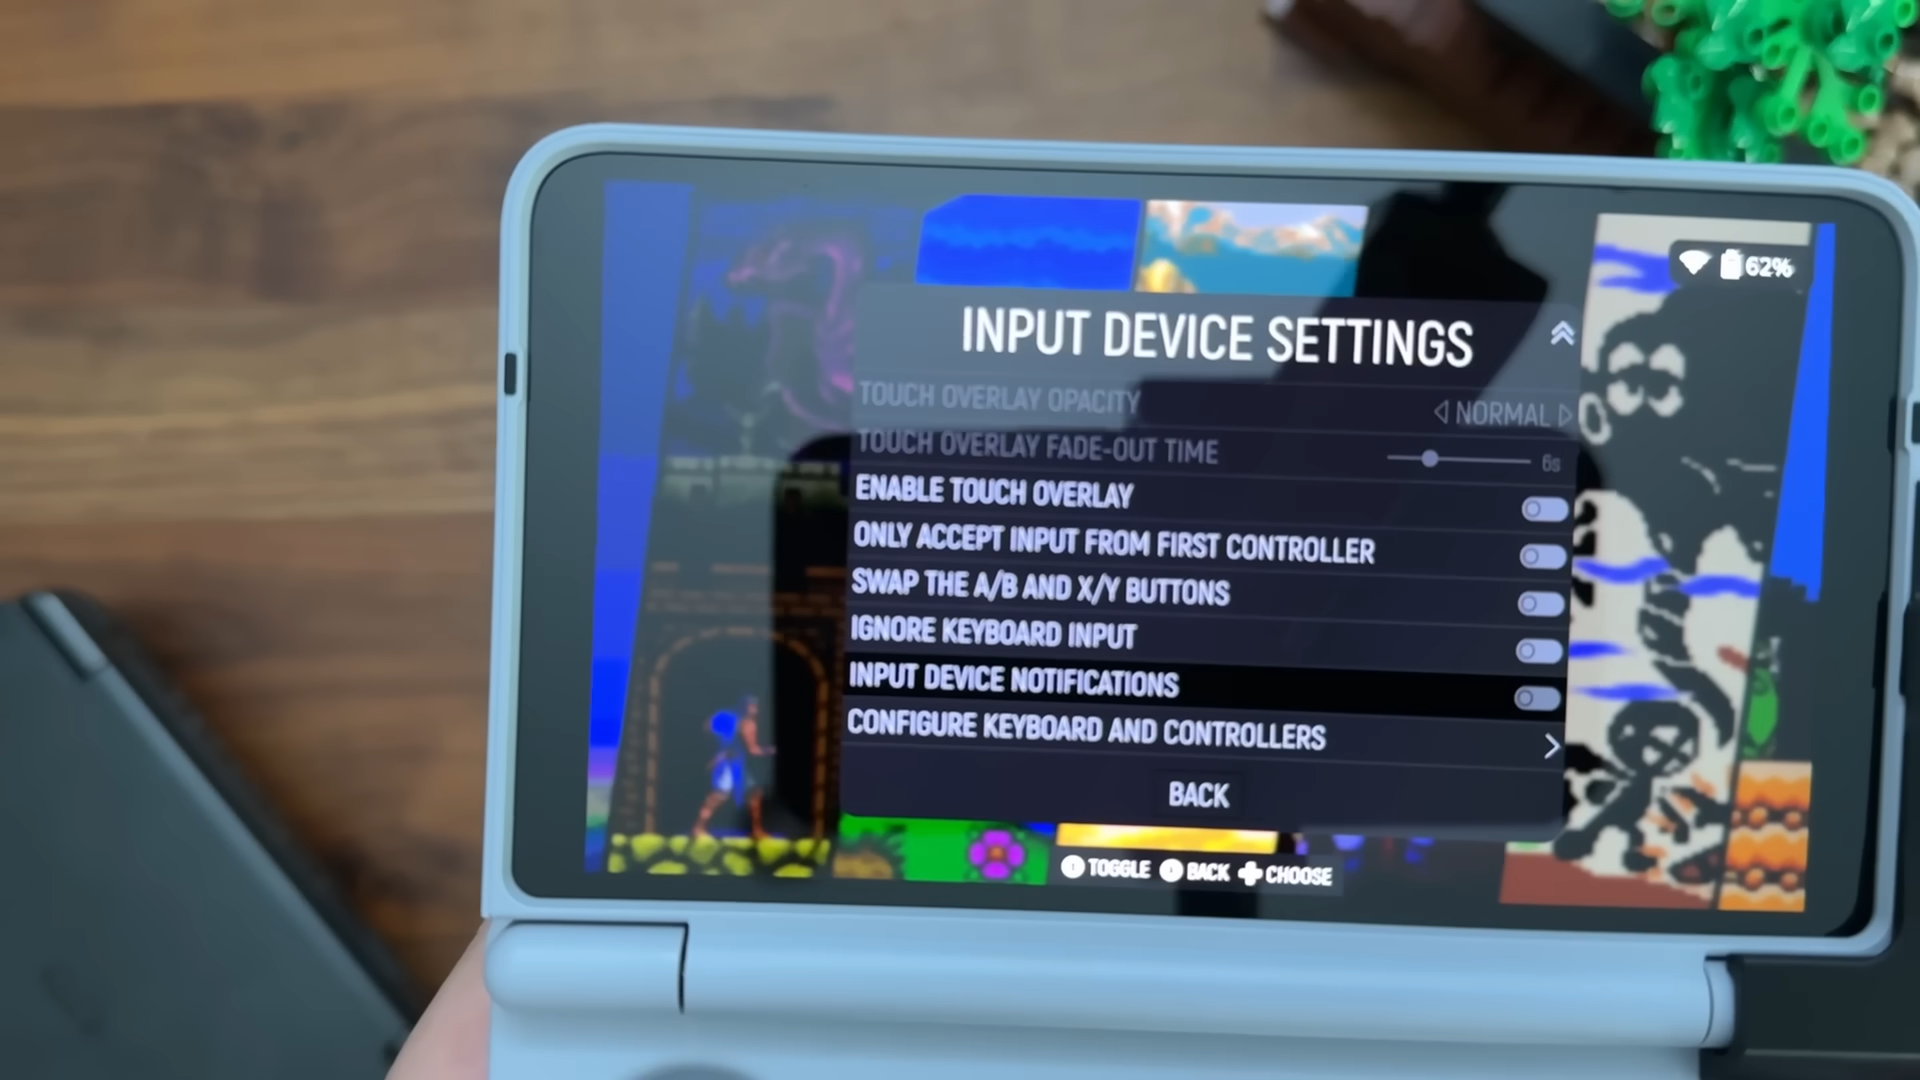 62%
INPUT DEVICE SETTINGS
TOUCH OVERLAY OPACITY NORMAL
TOUCH OVERLAY FADE-OUT TIME 6s
ENABLE TOUCH OVERLAY
ONLY ACCEPT INPUT FROM FIRST CONTROLLER
SWAP THE A/B AND X/Y BUTTONS
IGNORE KEYBOARD INPUT
INPUT DEVICE NOTIFICATIONS
CONFIGURE KEYBOARD AND CONTROLLERS
BACK
TOGGLE BACK CHOOSE